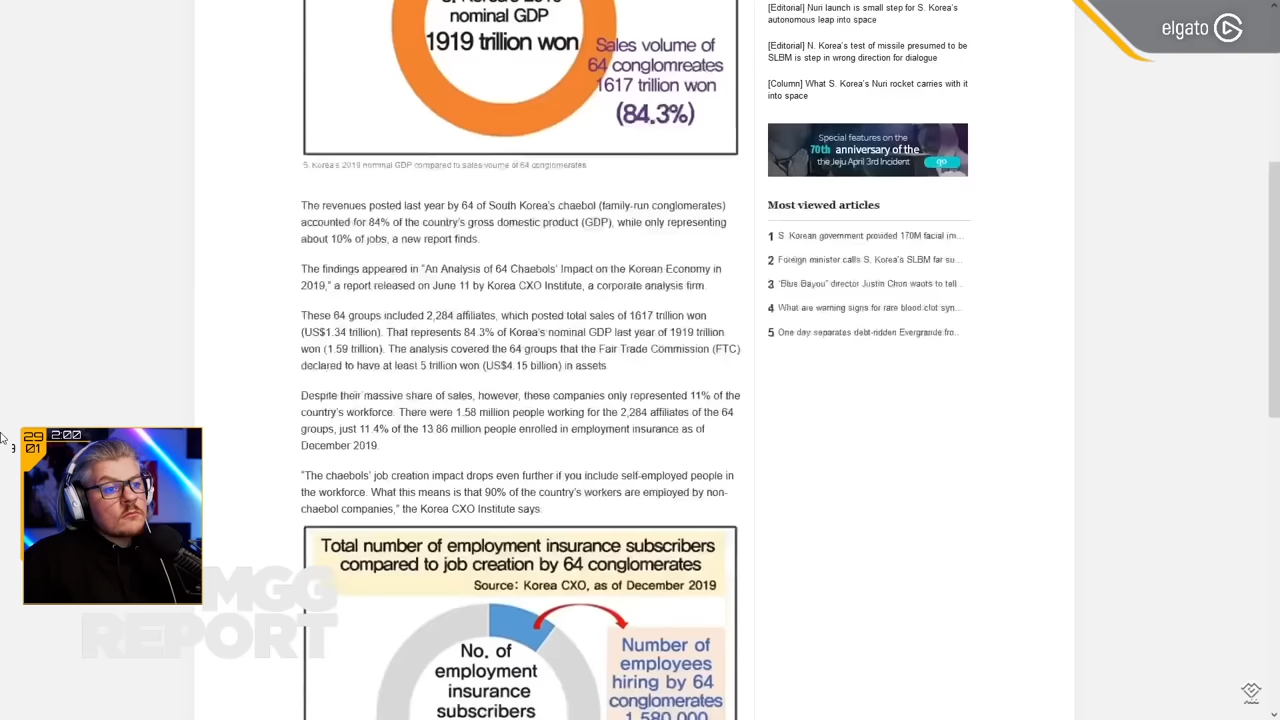 nominal GDP
1919 trillion won
Sales volume of
64 conglomreates
1617 trillion won
(84.3%)
S. Korea's 2019 nominal GDP compared to sales volume of 64 conglomerates
The revenues posted last year by 64 of South Korea's chaebol (family-run conglomerates)
accounted for 84% of the country's gross domestic product (GDP), while only representing
about 10% of jobs, a new report finds.
The findings appeared in "An Analysis of 64 Chaebols' Impact on the Korean Economy in
2019," a report released on June 11 by Korea CXO Institute, a corporate analysis firm.
These 64 groups included 2,284 affiliates, which posted total sales of 1617 trillion won
(US$1.34 trillion). That represents 84.3% of Korea's nominal GDP last year of 1919 trillion
won (1.59 trillion). The analysis covered the 64 groups that the Fair Trade Commission (FTC)
declared to have at least 5 trillion won (US$4.15 billion) in assets
Despite their massive share of sales, however, these companies only represented 11% of the
country's workforce. There were 1.58 million people working for the 2,284 affiliates of the 64
groups, just 11.4% of the 13.86 million people enrolled in employment insurance as of
December 2019.
"The chaebols' job creation impact drops even further if you include self-employed people in
the workforce. What this means is that 90% of the country's workers are employed by non-
chaebol companies," the Korea CXO Institute says:
Total number of employment insurance subscribers
compared to job creation by 64 conglomerates
Source: Korea CXO, as of December 2019
No. of
employment
insurance
subscribers
Number of
employees
hiring by 64
conglomerates
1,580,000
[Editorial] Nuri launch is small step for S. Korea's
autonomous leap into space
[Editorial] N. Korea's test of missile presumed to be
SLBM is step in wrong direction for dialogue
[Column] What S. Korea's Nuri rocket carries with it
into space
Special features on the
70th anniversary of the
the Jeju April 3rd Incident
go
Most viewed articles
1 S. Korean government provided 170M facial im...
2 Foreign minister calls S. Korea's SLBM far su...
3 "Blue Bayou" director Justin Chon wants to tell...
4 What are warning signs for rare blood clot syn...
5 One day separates debt-ridden Evergrande fro...
elgato
29
01
2:00
MGG
REPORT